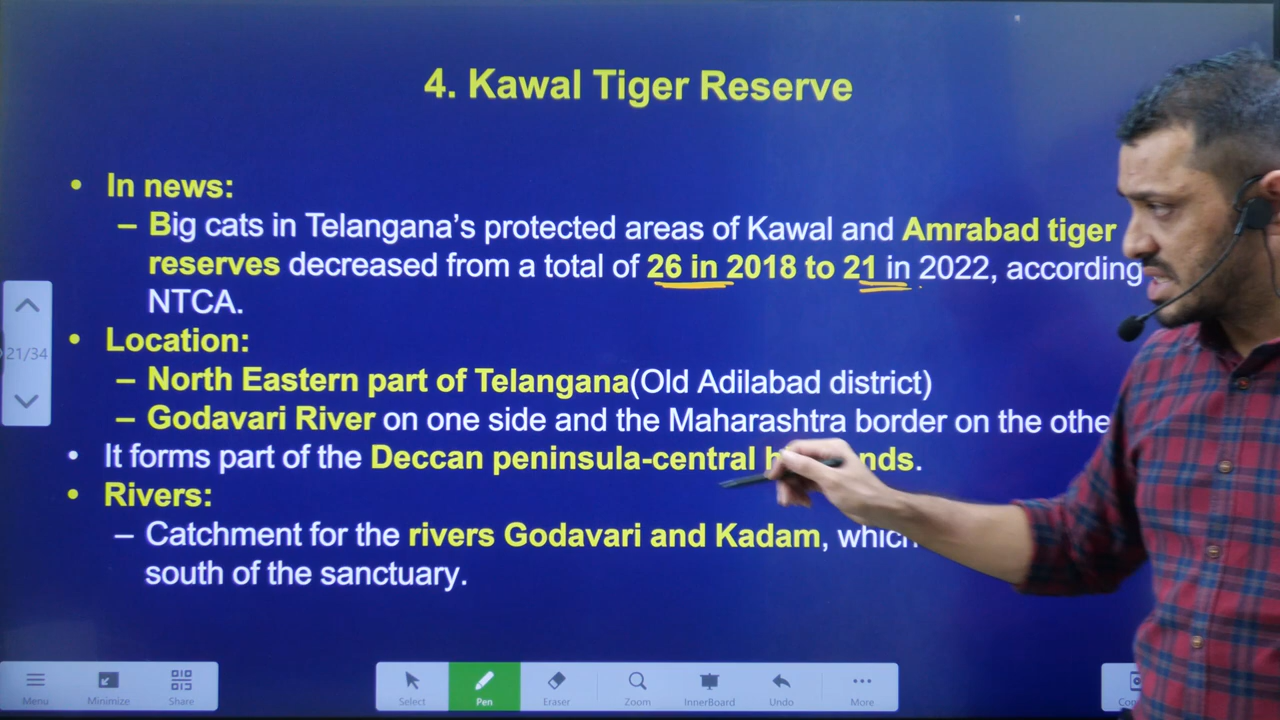 4. Kawal Tiger Reserve
• In news:
– Big cats in Telangana’s protected areas of Kawal and Amrabad tiger
reserves decreased from a total of 26 in 2018 to 21 in 2022, according
NTCA.
• Location:
– North Eastern part of Telangana(Old Adilabad district)
– Godavari River on one side and the Maharashtra border on the
• It forms part of the Deccan peninsula-central
• Rivers:
– Catchment for the rivers Godavari and Kadam, which
south of the sanctuary.
21/34
Menu
Minimize
Share
Select
Pen
Eraser
Zoom
InnerBoard
Undo
More